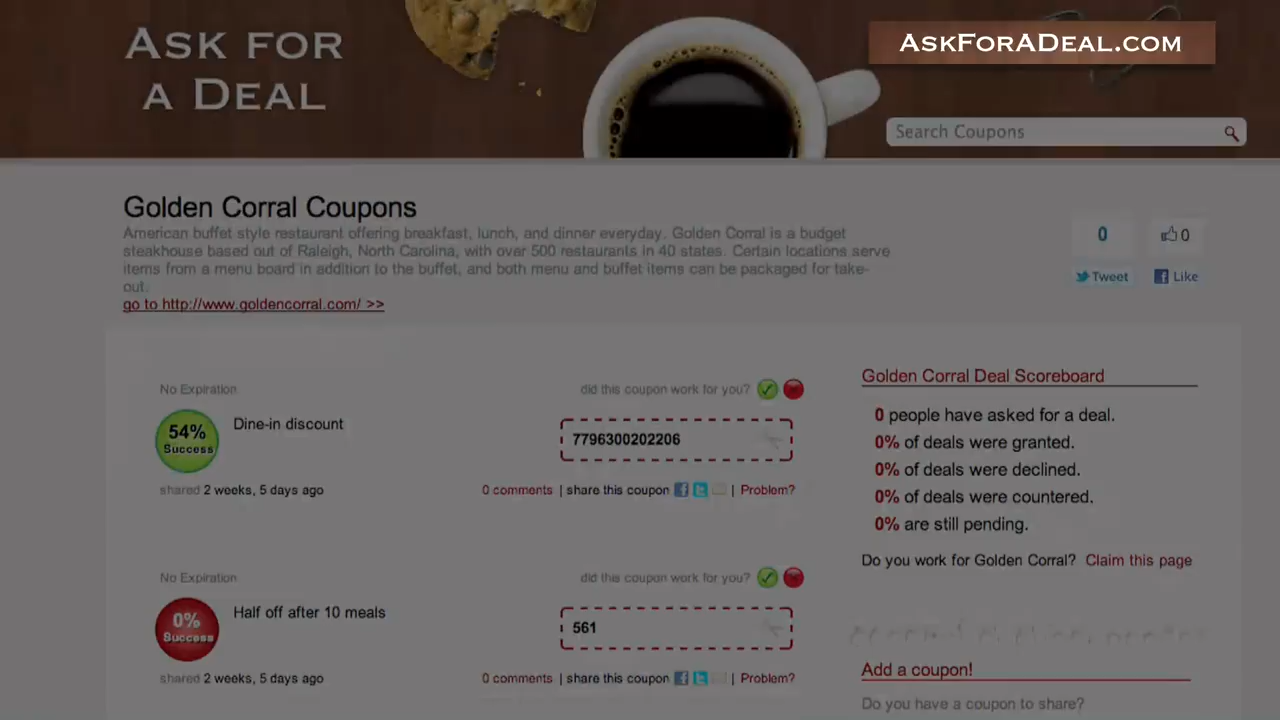 ASK FOR
A DEAL
ASKFORADEAL.COM
Search Coupons
Golden Corral Coupons
American buffet style restaurant offering breakfast, lunch, and dinner everyday. Golden Corral is a budget
steakhouse based out of Raleigh, North Carolina, with over 500 restaurants in 40 states. Certain locations serve
items from a menu board in addition to the buffet, and both menu and buffet items can be packaged for take-
out.
go to http://www.goldencorral.com/ >>
0
0
Tweet
Like
No Expiration
did this coupon work for you?
54%
Success
Dine-in discount
7796300202206
shared 2 weeks, 5 days ago
0 comments | share this coupon | Problem?
No Expiration
did this coupon work for you?
0%
Success
Half off after 10 meals
561
shared 2 weeks, 5 days ago
0 comments | share this coupon | Problem?
Golden Corral Deal Scoreboard
0 people have asked for a deal.
0% of deals were granted.
0% of deals were declined.
0% of deals were countered.
0% are still pending.
Do you work for Golden Corral? Claim this page
Add a coupon!
Do you have a coupon to share?